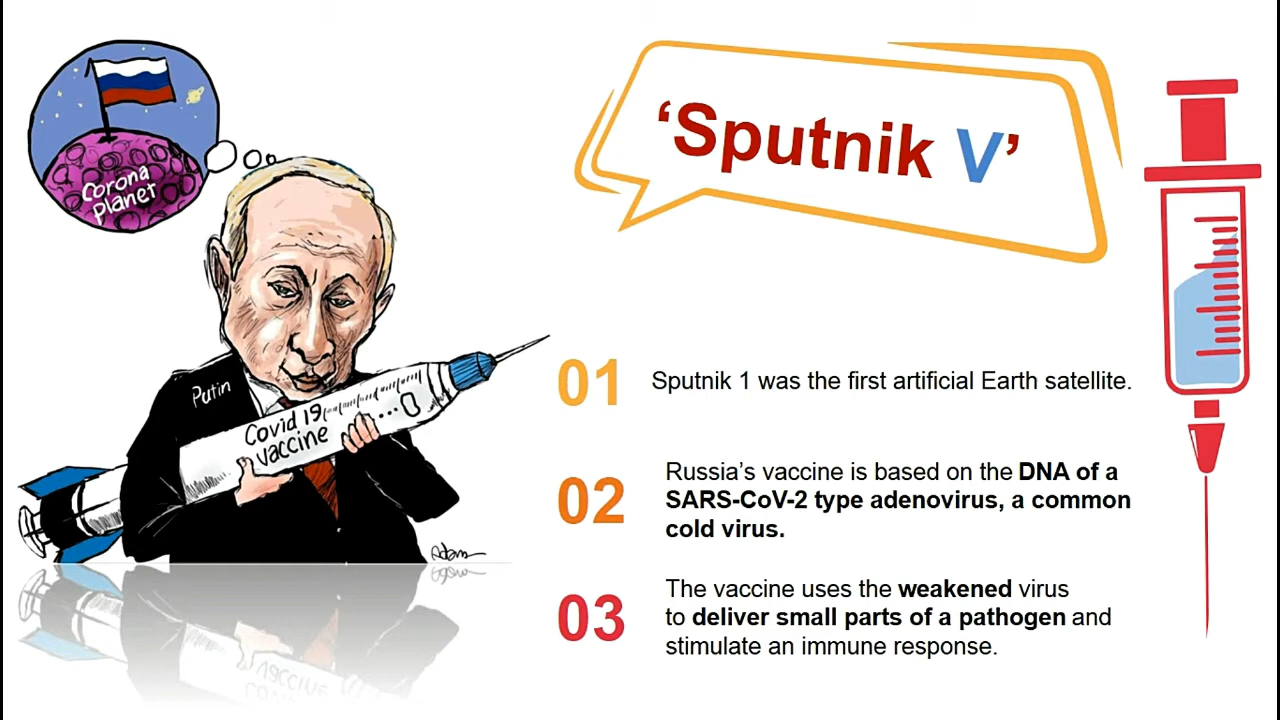 Corona
planet
Putin
Covid 19
vaccine
‘Sputnik V’
01
Sputnik 1 was the first artificial Earth satellite.
02
Russia’s vaccine is based on the DNA of a
SARS-CoV-2 type adenovirus, a common
cold virus.
03
The vaccine uses the weakened virus
to deliver small parts of a pathogen and
stimulate an immune response.